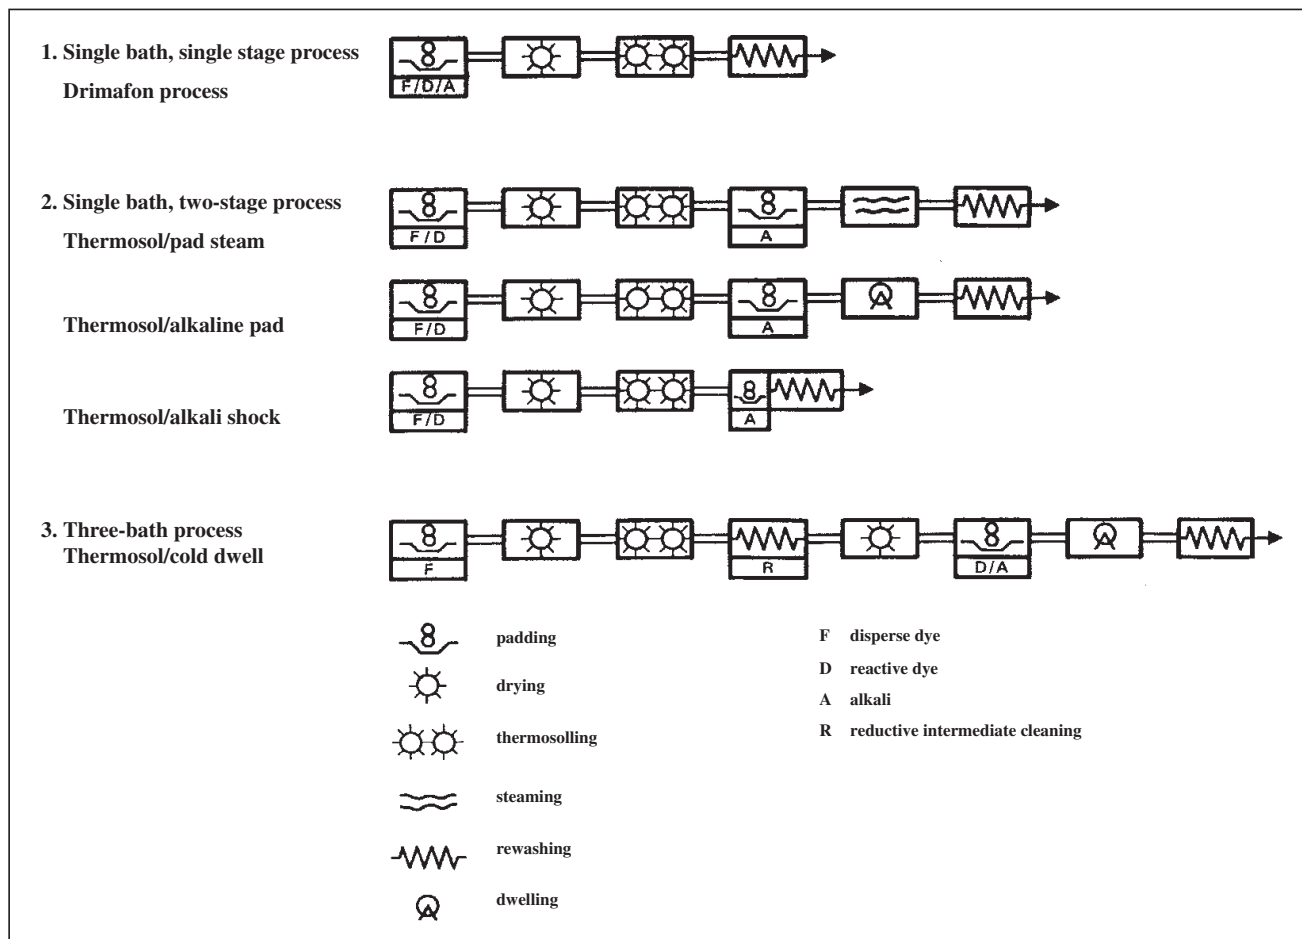 1. Single bath, single stage process
Drimafon process
F/D/A
2. Single bath, two-stage process
Thermosol/pad steam
F/D
A
Thermosol/alkaline pad
F/D
A
Thermosol/alkali shock
F/D
A
3. Three-bath process
Thermosol/cold dwell
F
R
D/A
padding
drying
thermosolling
steaming
rewashing
dwelling
F disperse dye
D reactive dye
A alkali
R reductive intermediate cleaning